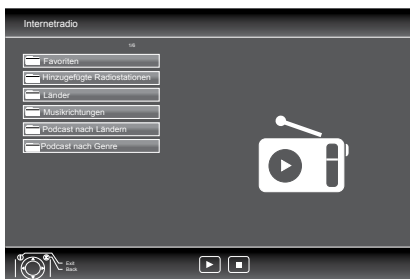 Internetradio
1/6
Favoriten
Hinzugefügte Radiostationen
Länder
Musikrichtungen
Podcast nach Ländern
Podcast nach Genre
Exit
Back